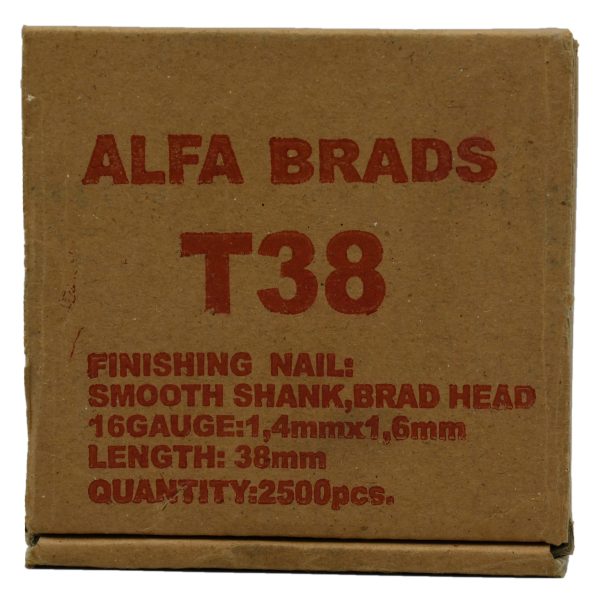 ALFA BRADS
T38
FINISHING NAIL:
SMOOTH SHANK,BRAD HEAD
16GAUGE:1,4mmx1,6mm
LENGTH: 38mm
QUANTITY:2500pcs.